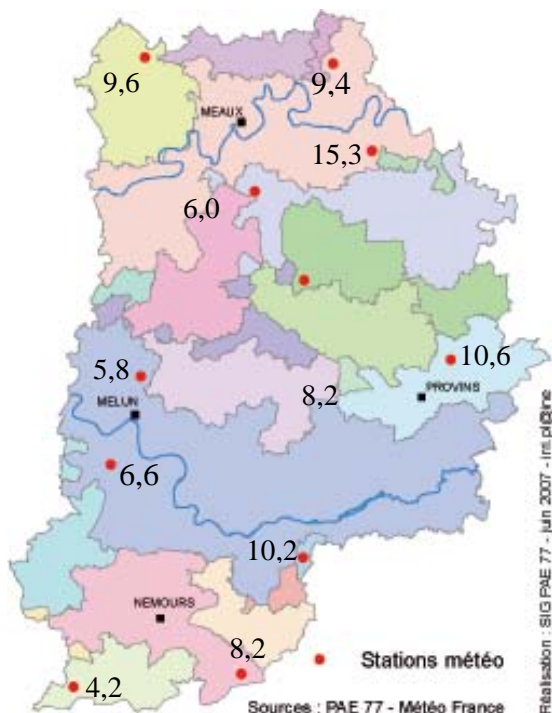 9,6
9,4
MEAUX
15,3
6,0
10,6
5,8
8,2
PROVINS
MELUN
6,6
10,2
NEMOURS
8,2
Stations météo
4,2
Sources : PAE 77 - Météo France
Réalisation : SIG PAE 77 - juin 2007 -